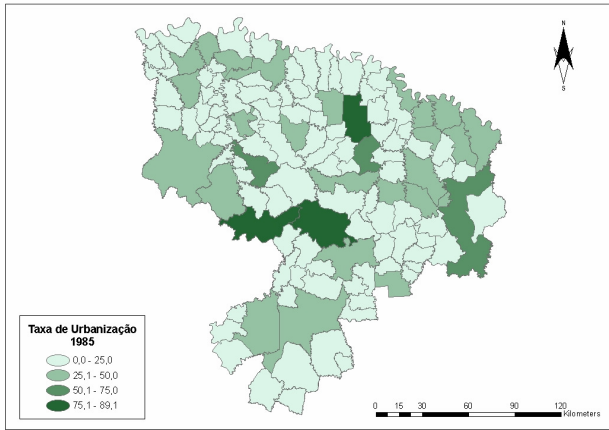 N
S
Taxa de Urbanização
1985
0,0 - 25,0
25,1 - 50,0
50,1 - 75,0
75,1 - 89,1
0 15 30 60 90 120
Kilometers